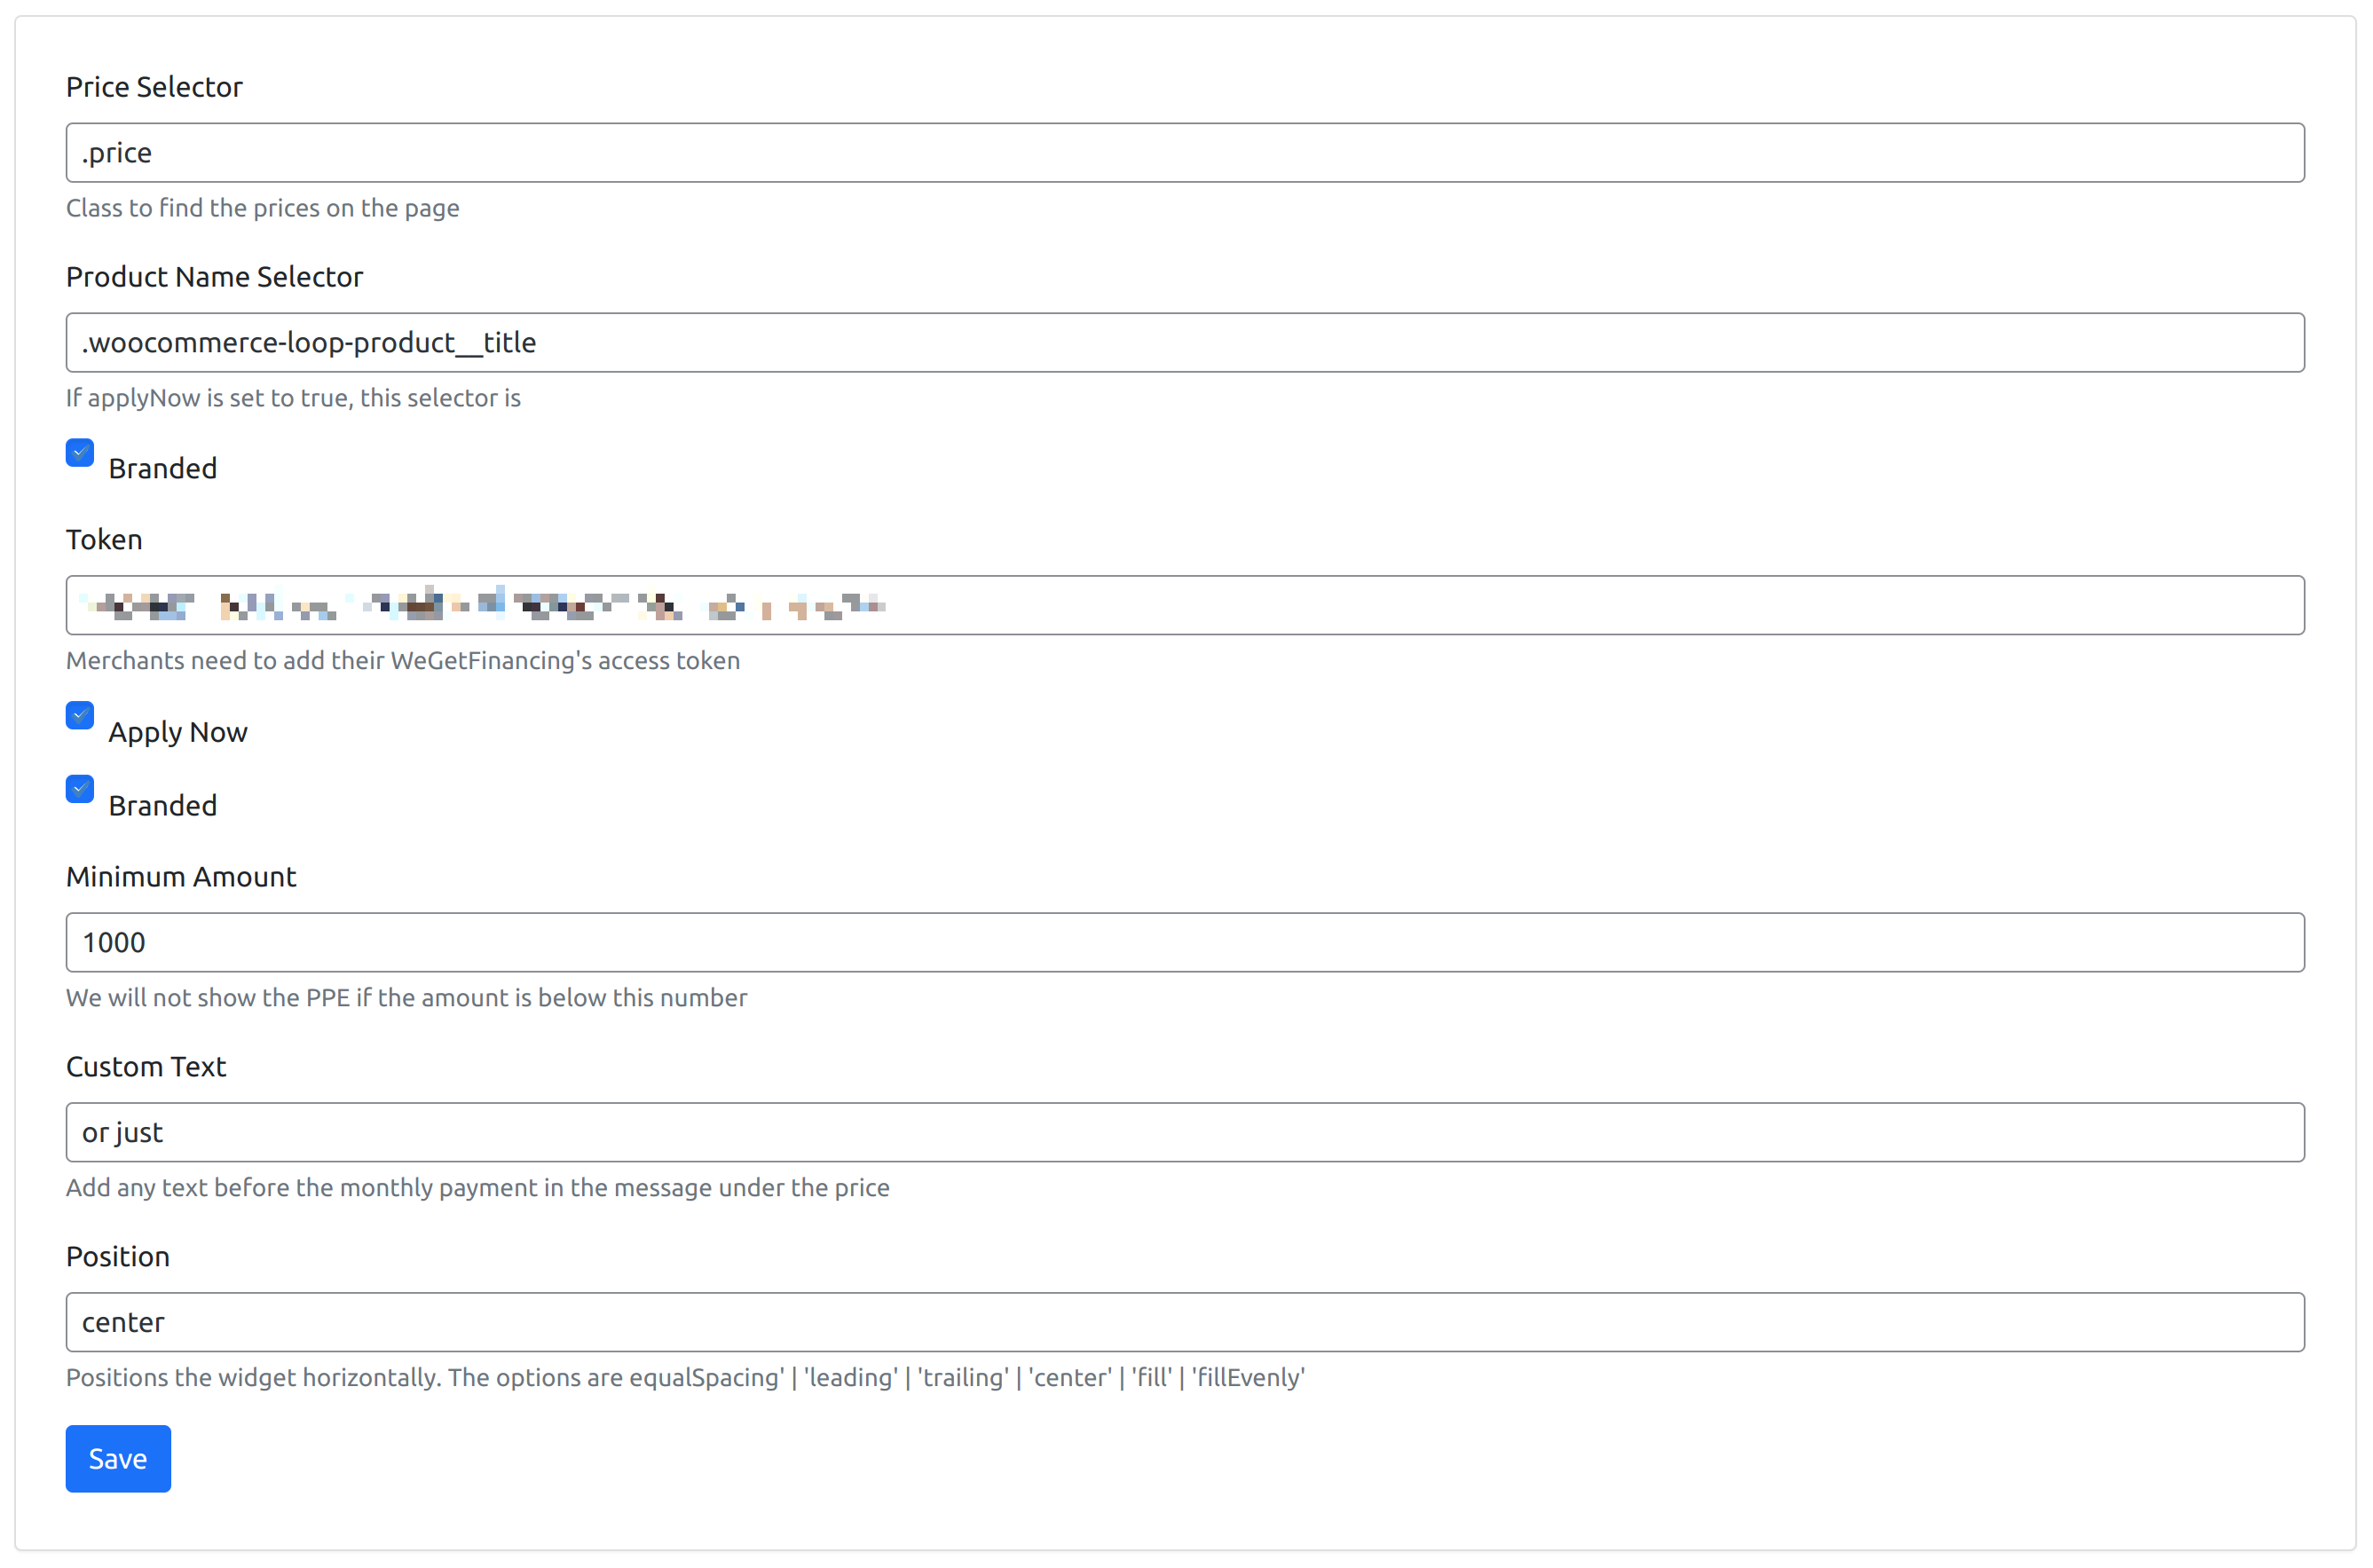 Price Selector
.price
Class to find the prices on the page
Product Name Selector
.woocommerce-loop-product__title
If applyNow is set to true, this selector is
Branded
Token
Merchants need to add their WeGetFinancing's access token
Apply Now
Branded
Minimum Amount
1000
We will not show the PPE if the amount is below this number
Custom Text
or just
Add any text before the monthly payment in the message under the price
Position
center
Positions the widget horizontally. The options are equalSpacing' | 'leading' | 'trailing' | 'center' | 'fill' | 'fillEvenly'
Save